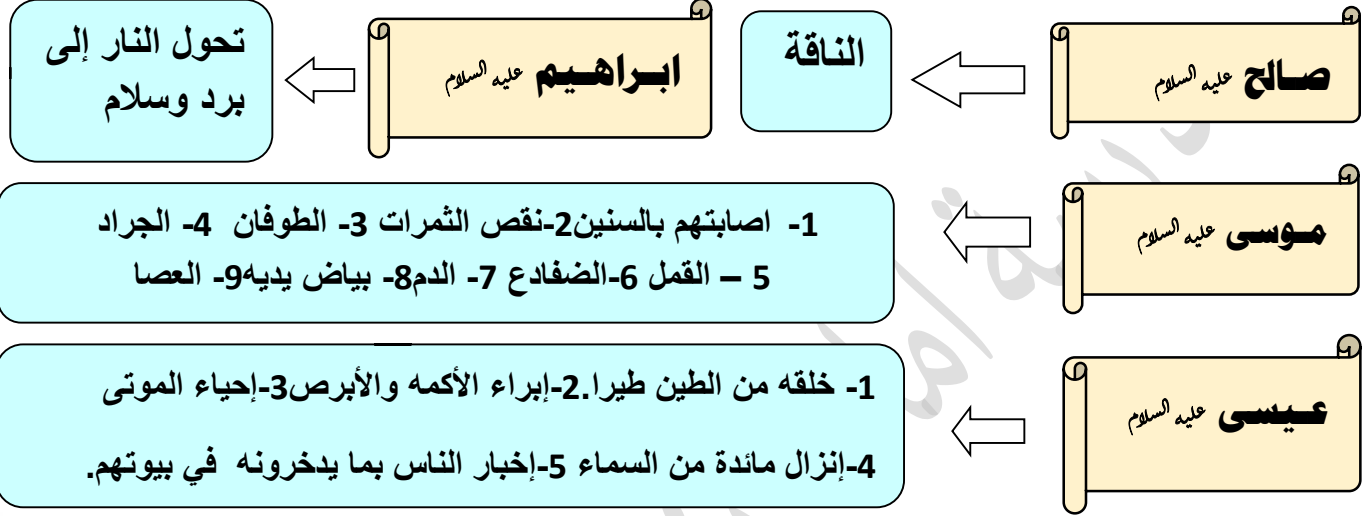 صالح عليه السلام
الناقة
ابراهيم عليه السلام
تحول النار إلى
برد وسلام
موسى عليه السلام
1- اصابتهم بالسنين2-نقص الثمرات 3- الطوفان 4- الجراد
5 – القمل 6-الضفادع 7- الدم8- بياض يديه9- العصا
عيسى عليه السلام
1- خلقه من الطين طيرا.2-إبراء الأكمه والأبرص3-إحياء الموتى
4-إنزال مائدة من السماء 5-إخبار الناس بما يدخرونه في بيوتهم.